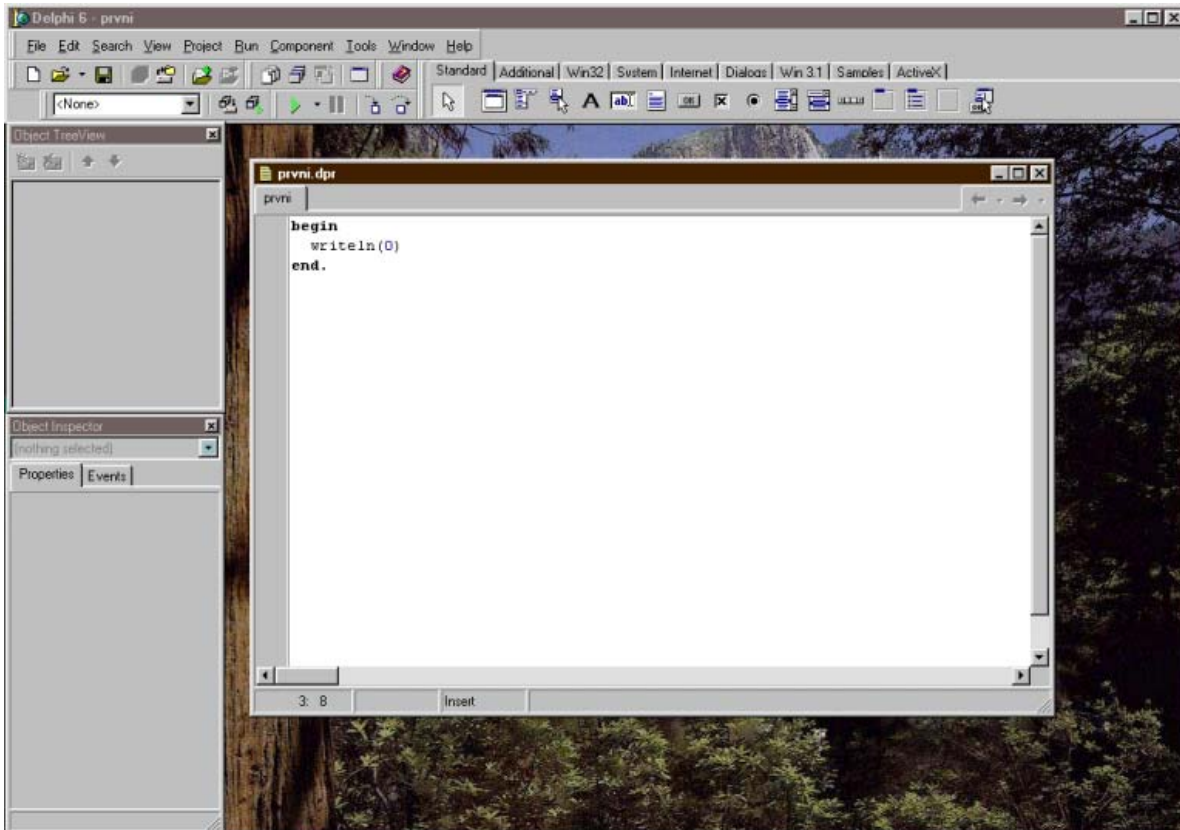 Delphi 6 - prvni
File Edit Search View Project Run Component Tools Window Help
Standard Additional Win32 System Internet Dialogs Win 3.1 Samples ActiveX
<None>
Object TreeView
prvni.dpr
prvni
begin
writeln(0)
end.
Object Inspector
(nothing selected)
Properties Events
3: 8 Insert